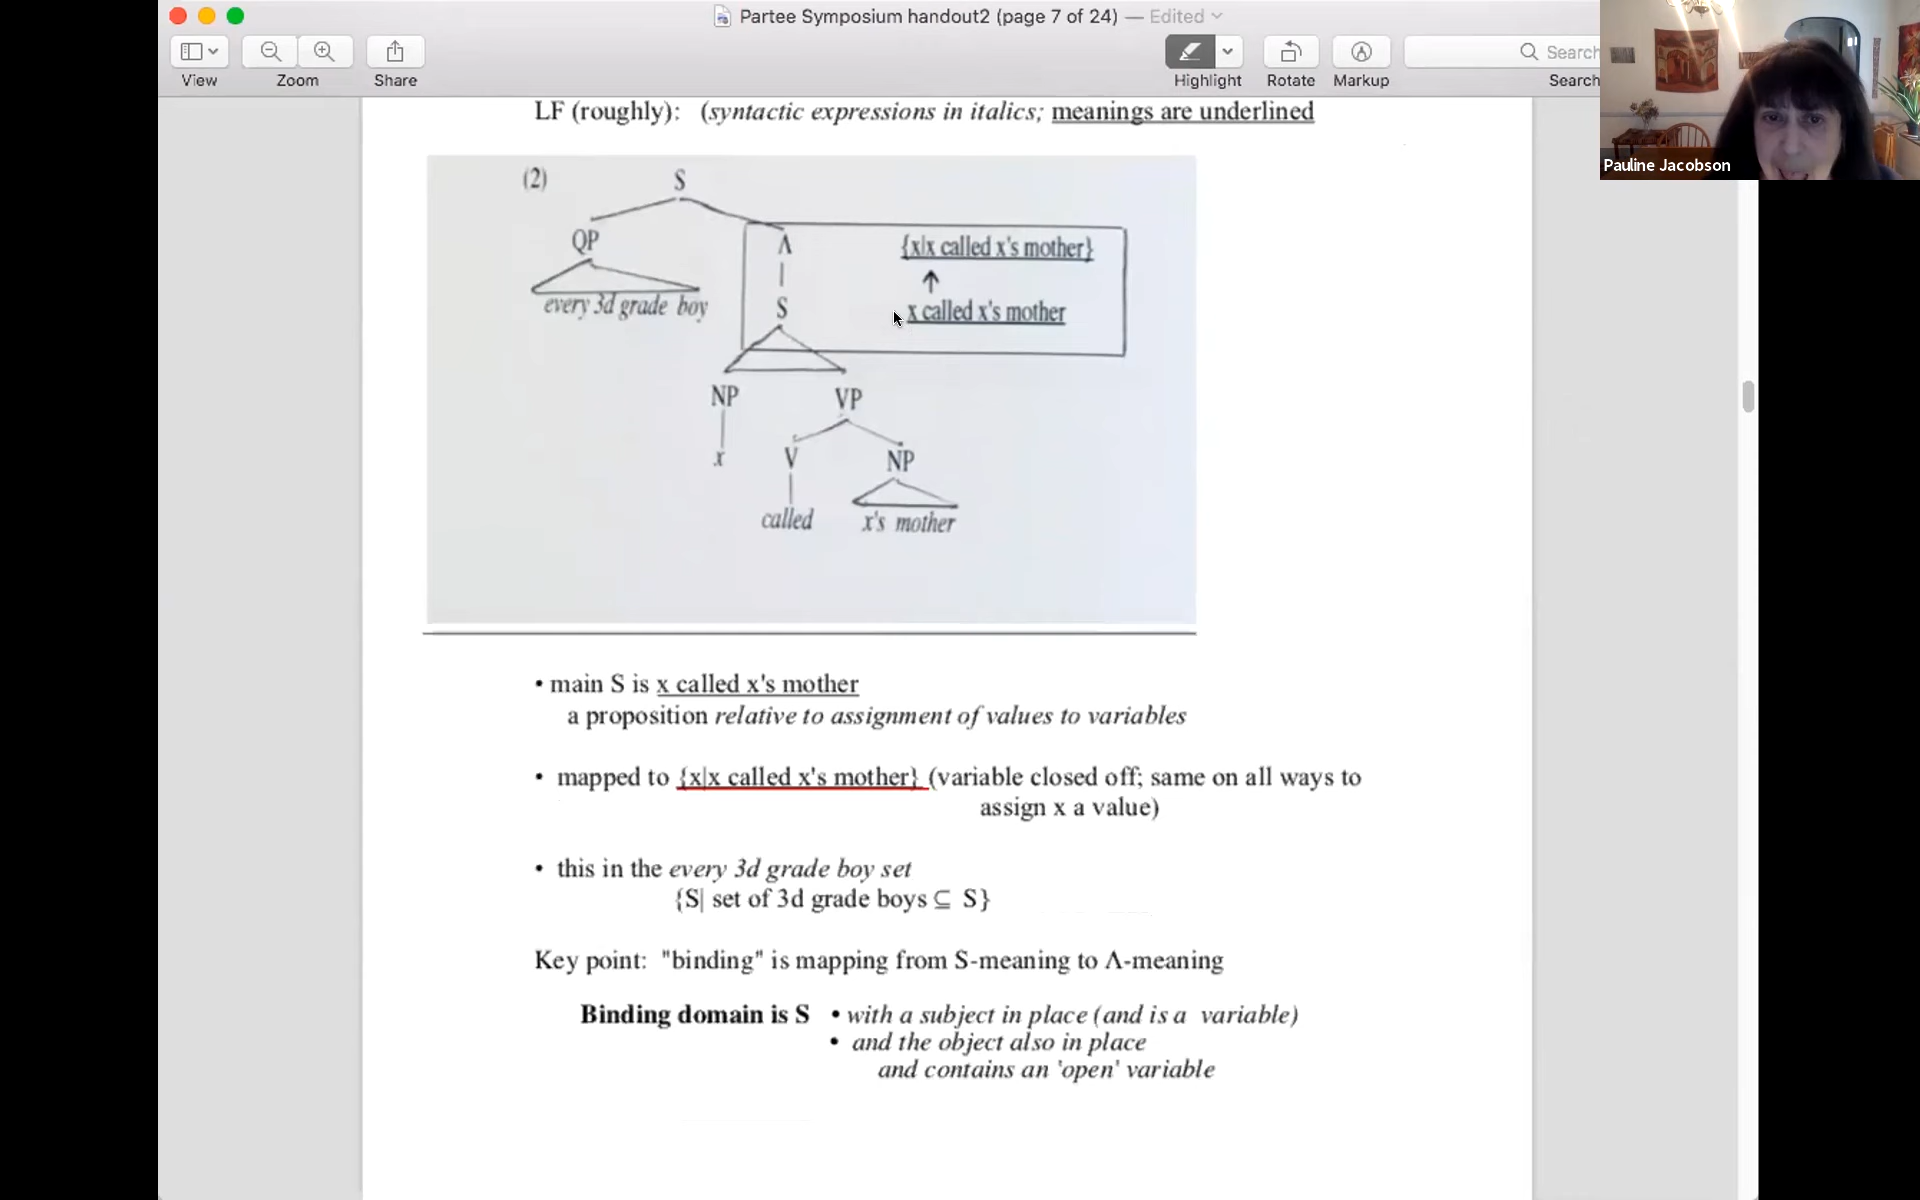 Partee Symposium handout2 (page 7 of 24) — Edited
View
Zoom
Share
Highlight
Rotate
Markup
Search
Search
Pauline Jacobson
LF (roughly): (syntactic expressions in italics; meanings are underlined
(2)
S
QP
Λ
{x|x called x's mother}
every 3d grade boy
S
x called x's mother
NP
VP
x
V
NP
called
x's mother
• main S is x called x's mother
a proposition relative to assignment of values to variables
• mapped to {x|x called x's mother} (variable closed off; same on all ways to
assign x a value)
• this in the every 3d grade boy set
{S| set of 3d grade boys ⊆ S}
Key point: "binding" is mapping from S-meaning to Λ-meaning
Binding domain is S • with a subject in place (and is a variable)
• and the object also in place
and contains an 'open' variable